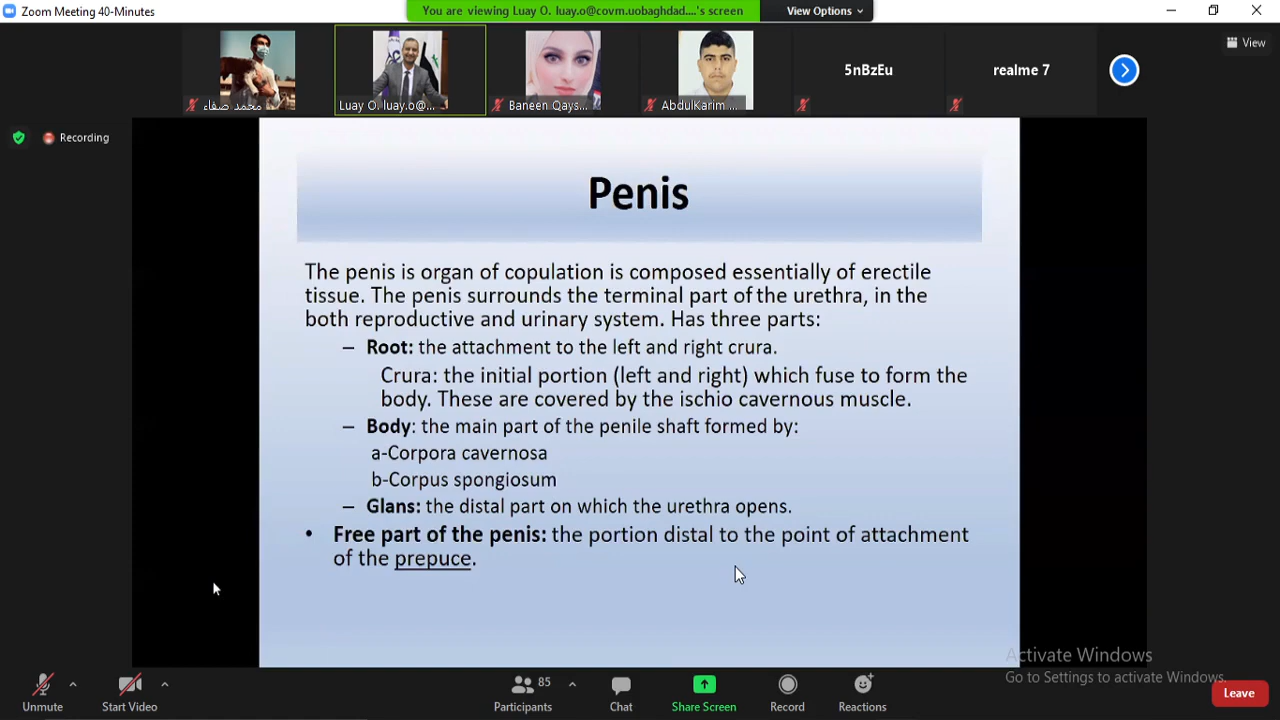 Zoom Meeting 40-Minutes
You are viewing Luay O. luay.o@covm.uobaghdad....'s screen
View Options
محمد صفاء
Luay O. luay.o@...
Baneen Qays...
AbdulKarim ...
5nBzEu
realme 7
View
Recording
Penis
The penis is organ of copulation is composed essentially of erectile
tissue. The penis surrounds the terminal part of the urethra, in the
both reproductive and urinary system. Has three parts:
– Root: the attachment to the left and right crura.
Crura: the initial portion (left and right) which fuse to form the
body. These are covered by the ischio cavernous muscle.
– Body: the main part of the penile shaft formed by:
a-Corpora cavernosa
b-Corpus spongiosum
– Glans: the distal part on which the urethra opens.
• Free part of the penis: the portion distal to the point of attachment
of the prepuce.
Activate Windows
Go to Settings to activate Windows.
Unmute
Start Video
85
Participants
Chat
Share Screen
Record
Reactions
Leave